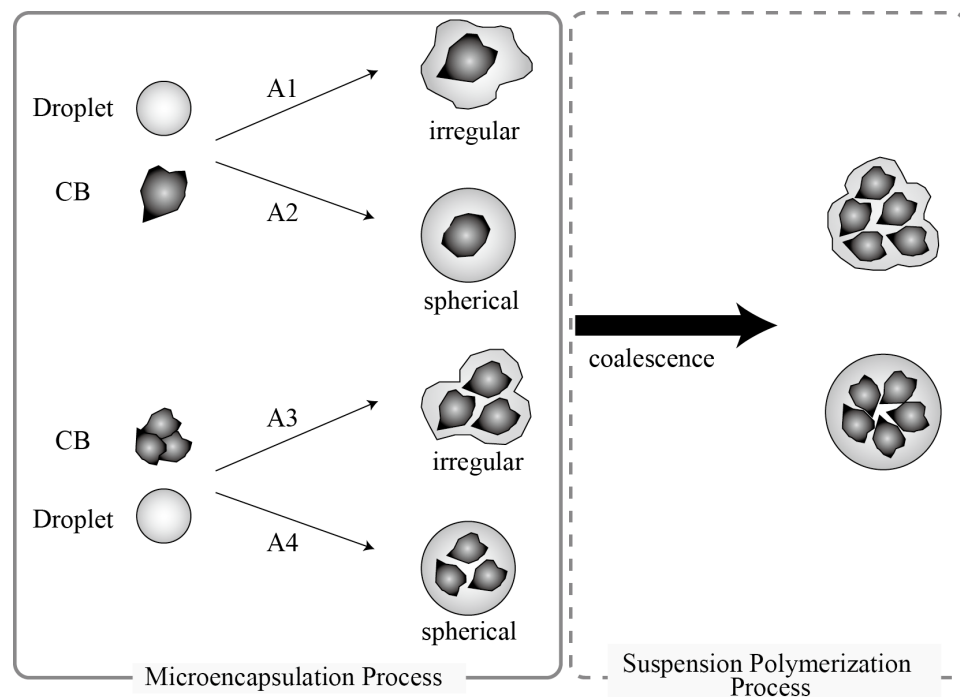 Droplet
CB
A1
A2
irregular
spherical
CB
Droplet
A3
A4
irregular
spherical
coalescence
Microencapsulation Process
Suspension Polymerization
Process